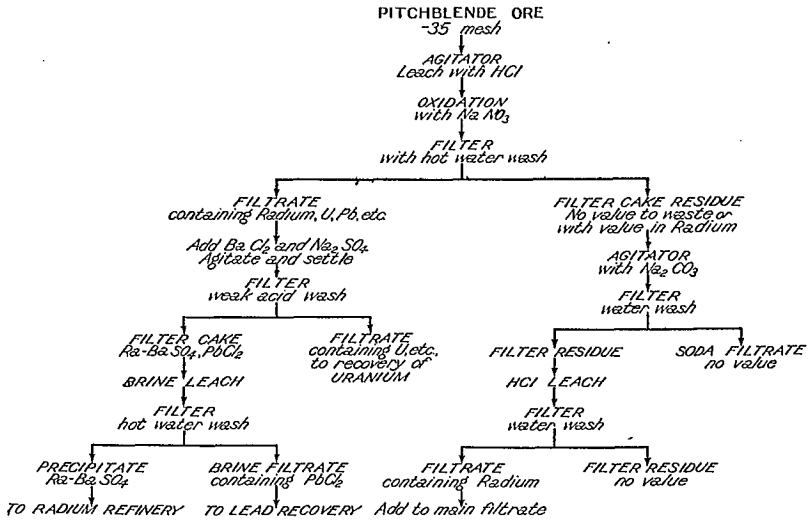 PITCHBLENDE ORE
-35 mesh
AGITATOR
Leach with HCl
OXIDATION
with NaNO3
FILTER
with hot water wash
FILTRATE
containing Radium, U, Pb, etc.
Add BaCl2 and Na2SO4
Agitate and settle
FILTER
weak acid wash
FILTER CAKE
Ra-BaSO4, PbCl2
BRINE LEACH
FILTER
hot water wash
PRECIPITATE
Ra-BaSO4
TO RADIUM REFINERY
BRINE FILTRATE
containing PbCl2
TO LEAD RECOVERY
FILTRATE
containing U, etc.,
to recovery of
URANIUM
FILTER CAKE RESIDUE
No value to waste or
with value in Radium
AGITATOR
with Na2CO3
FILTER
water wash
FILTER RESIDUE
HCl LEACH
FILTER
water wash
FILTRATE
containing Radium
Add to main filtrate
FILTER RESIDUE
no value
SODA FILTRATE
no value